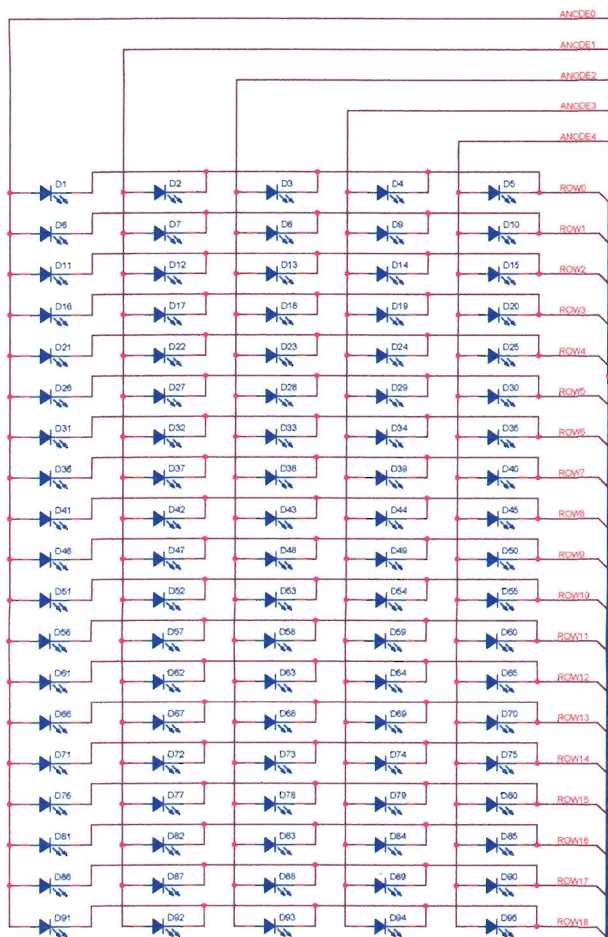 ANODE0
ANODE1
ANODE2
ANODE3
ANODE4
D1 D2 D3 D4 D5 ROW0
D6 D7 D8 D9 D10 ROW1
D11 D12 D13 D14 D15 ROW2
D16 D17 D18 D19 D20 ROW3
D21 D22 D23 D24 D25 ROW4
D26 D27 D28 D29 D30 ROW5
D31 D32 D33 D34 D35 ROW6
D36 D37 D38 D39 D40 ROW7
D41 D42 D43 D44 D45 ROW8
D46 D47 D48 D49 D50 ROW9
D51 D52 D53 D54 D55 ROW10
D56 D57 D58 D59 D60 ROW11
D61 D62 D63 D64 D65 ROW12
D66 D67 D68 D69 D70 ROW13
D71 D72 D73 D74 D75 ROW14
D76 D77 D78 D79 D80 ROW15
D81 D82 D83 D84 D85 ROW16
D86 D87 D88 D89 D90 ROW17
D91 D92 D93 D94 D95 ROW18